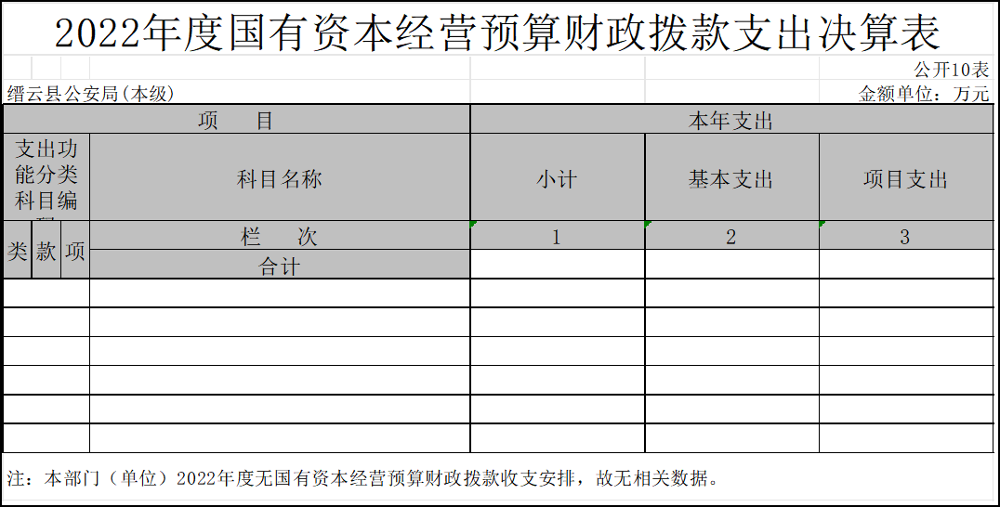 2022年度国有资本经营预算财政拨款支出决算表
公开10表
缙云县公安局(本级)
金额单位：万元
项 目
本年支出
支出功
能分类
科目编
科目名称
小计
基本支出
项目支出
类
款
项
栏 次
1
2
3
合计
注：本部门（单位）2022年度无国有资本经营预算财政拨款收支安排，故无相关数据。